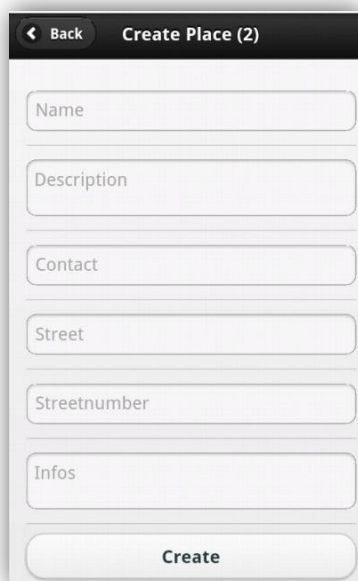 Back Create Place (2)
Name
Description
Contact
Street
Streetnumber
Infos
Create